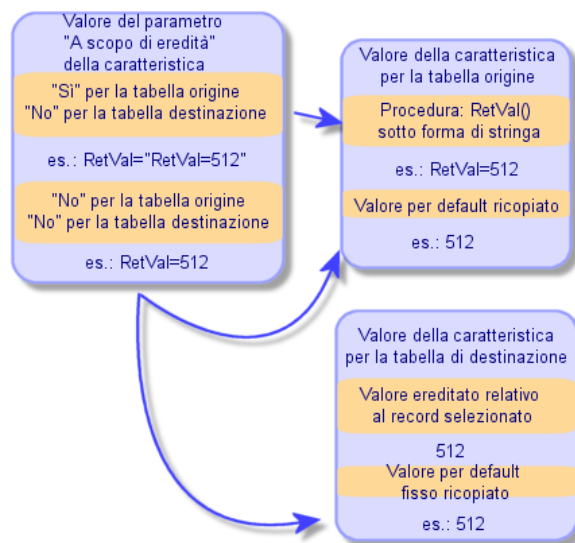 Valore del parametro
"A scopo di eredità"
della caratteristica
"Sì" per la tabella origine
"No" per la tabella destinazione
es.: RetVal="RetVal=512"
"No" per la tabella origine
"No" per la tabella destinazione
es.: RetVal=512
Valore della caratteristica
per la tabella origine
Procedura: RetVal()
sotto forma di stringa
es.: RetVal=512
Valore per default ricopiato
es.: 512
Valore della caratteristica
per la tabella di destinazione
Valore ereditato relativo
al record selezionato
512
Valore per default
fisso ricopiato
es.: 512